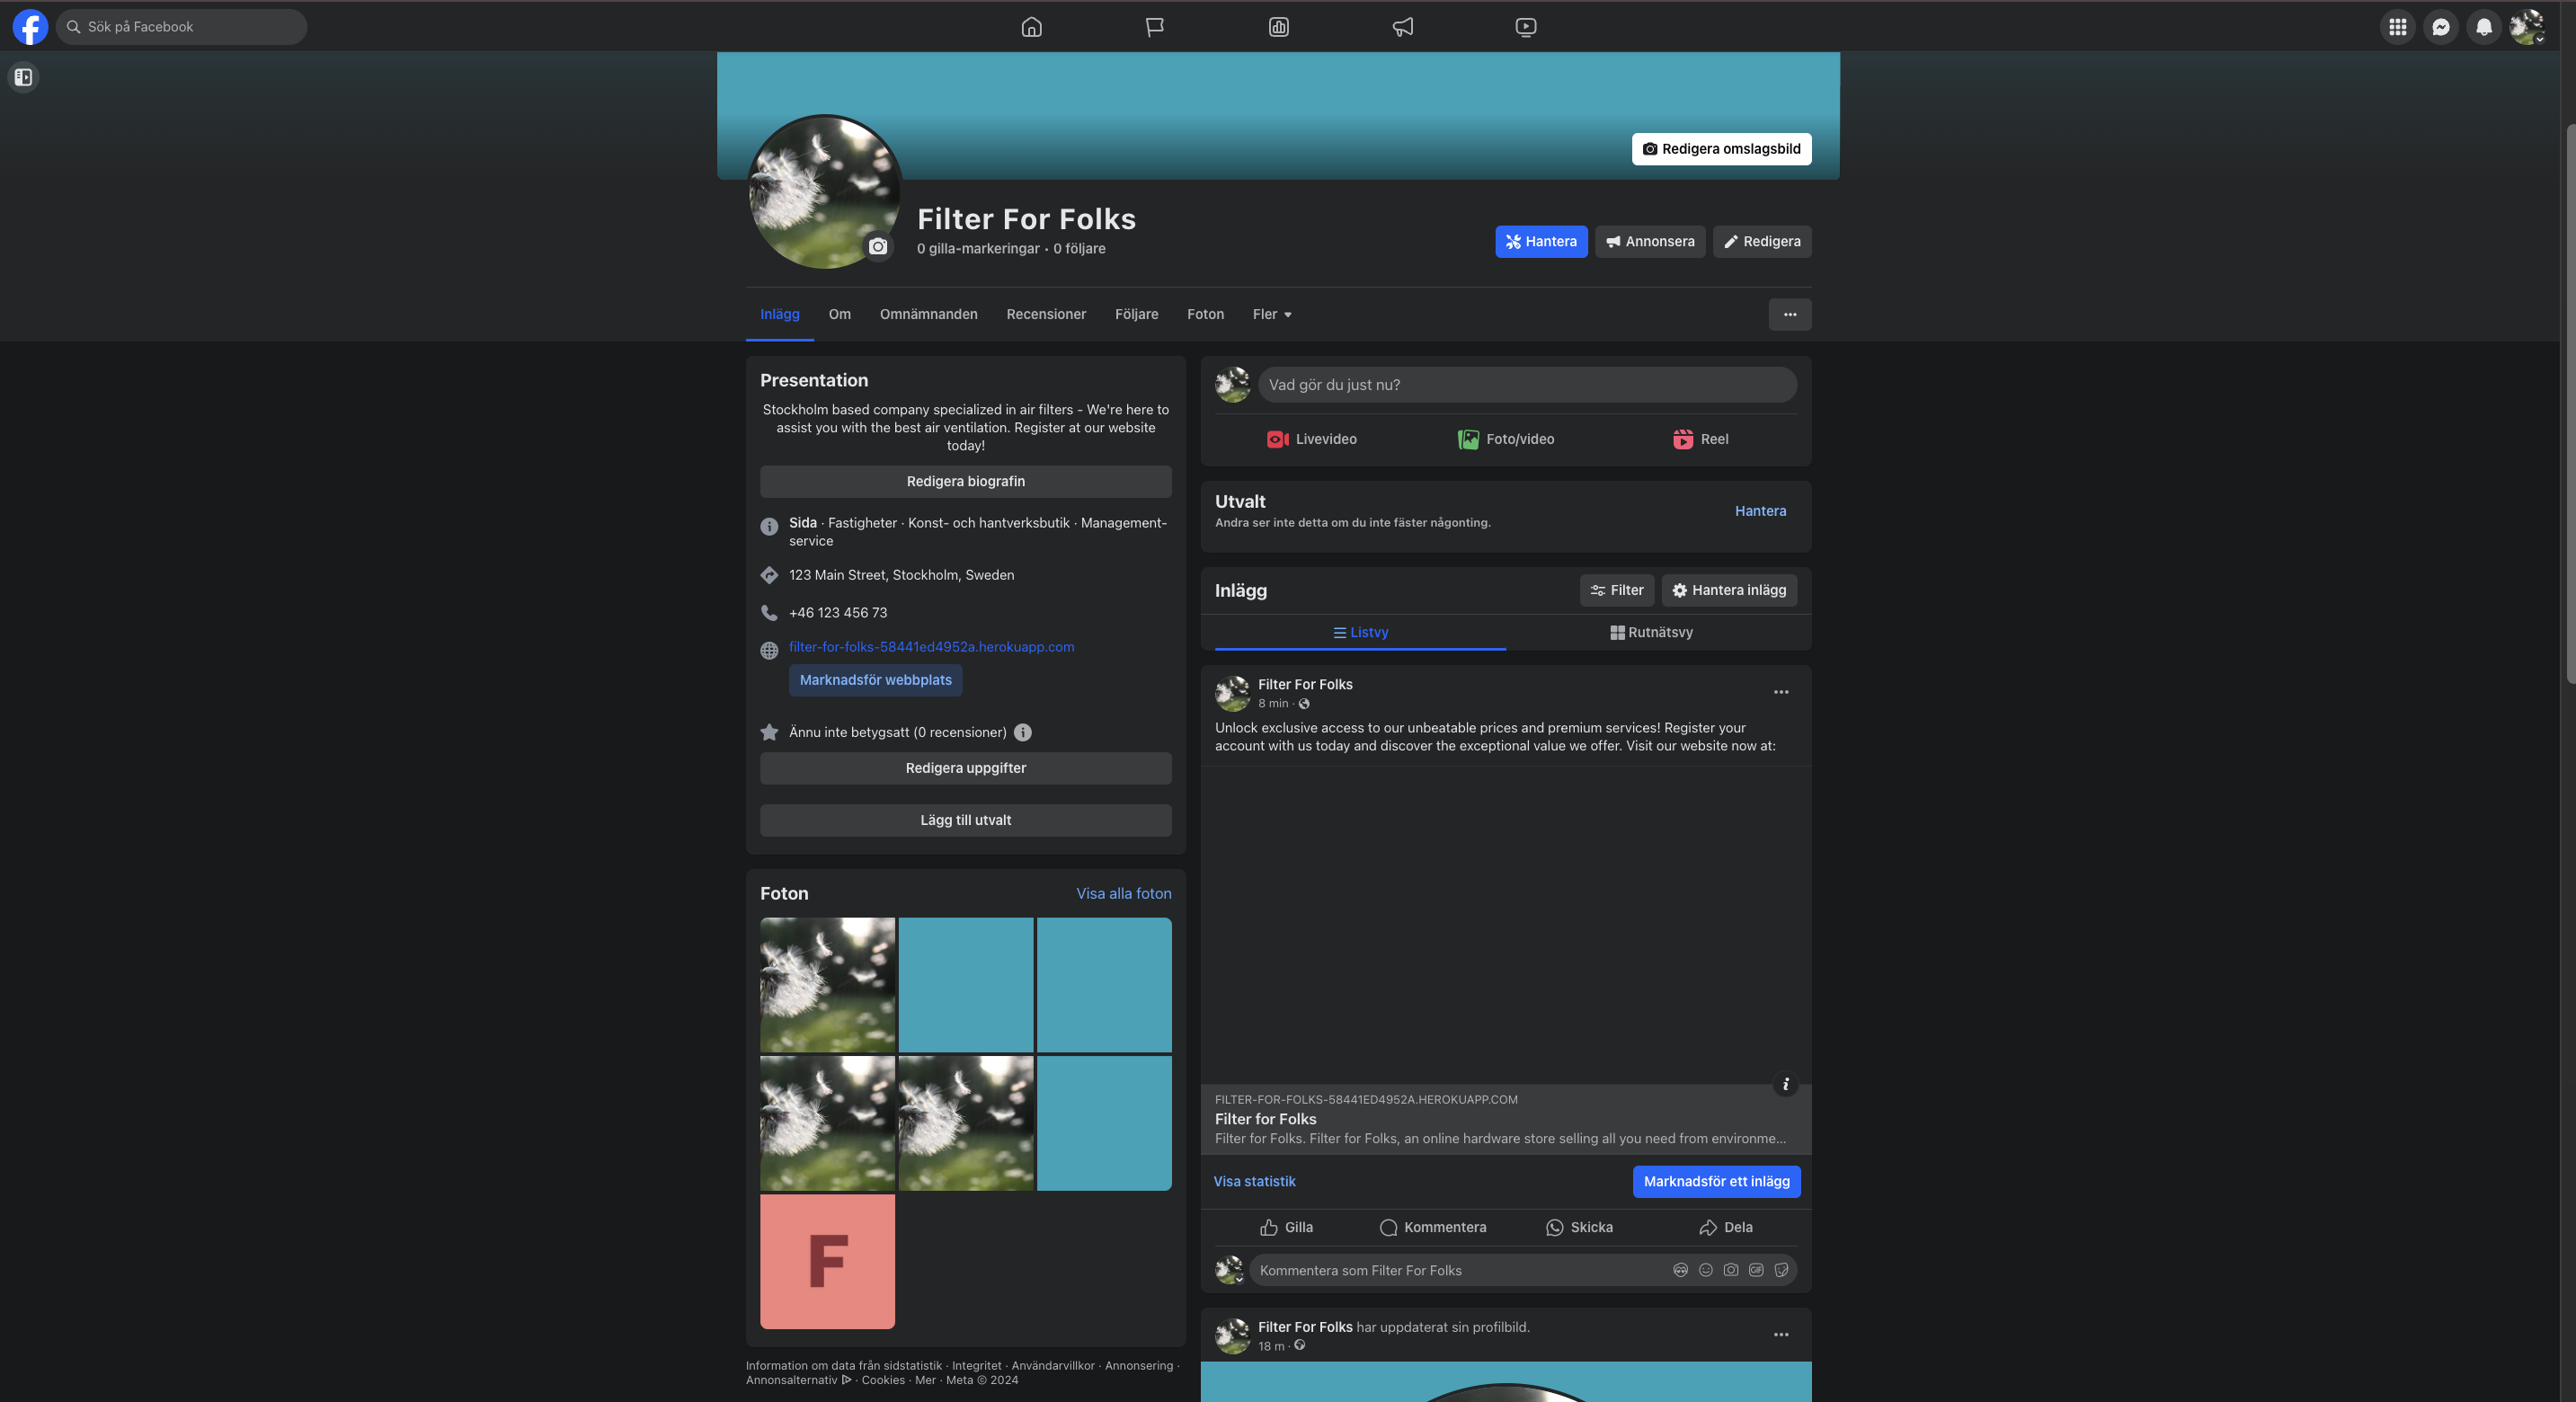 Sök på Facebook
Redigera omslagsbild
Filter For Folks
0 gilla-markeringar • 0 följare
Hantera
Annonsera
Redigera
Inlägg
Om
Omnämnanden
Recensioner
Följare
Foton
Fler
Presentation
Stockholm based company specialized in air filters - We're here to
assist you with the best air ventilation. Register at our website
today!
Redigera biografin
Sida · Fastigheter · Konst- och hantverksbutik · Management-
service
123 Main Street, Stockholm, Sweden
+46 123 456 73
filter-for-folks-58441ed4952a.herokuapp.com
Marknadsför webbplats
Ännu inte betygsatt (0 recensioner)
Redigera uppgifter
Lägg till utvalt
Foton
Visa alla foton
F
Information om data från sidstatistik · Integritet · Användarvillkor · Annonsering ·
Annonsalternativ · Cookies · Mer · Meta © 2024
Vad gör du just nu?
Livevideo
Foto/video
Reel
Utvalt
Andra ser inte detta om du inte fäster någonting.
Hantera
Inlägg
Filter
Hantera inlägg
Listvy
Rutnätsvy
Filter For Folks
8 min ·
Unlock exclusive access to our unbeatable prices and premium services! Register your
account with us today and discover the exceptional value we offer. Visit our website now at:
FILTER-FOR-FOLKS-58441ED4952A.HEROKUAPP.COM
Filter for Folks
Filter for Folks. Filter for Folks, an online hardware store selling all you need from environme...
Visa statistik
Marknadsför ett inlägg
Gilla
Kommentera
Skicka
Dela
Kommentera som Filter For Folks
GIF
Filter For Folks har uppdaterat sin profilbild.
18 m ·